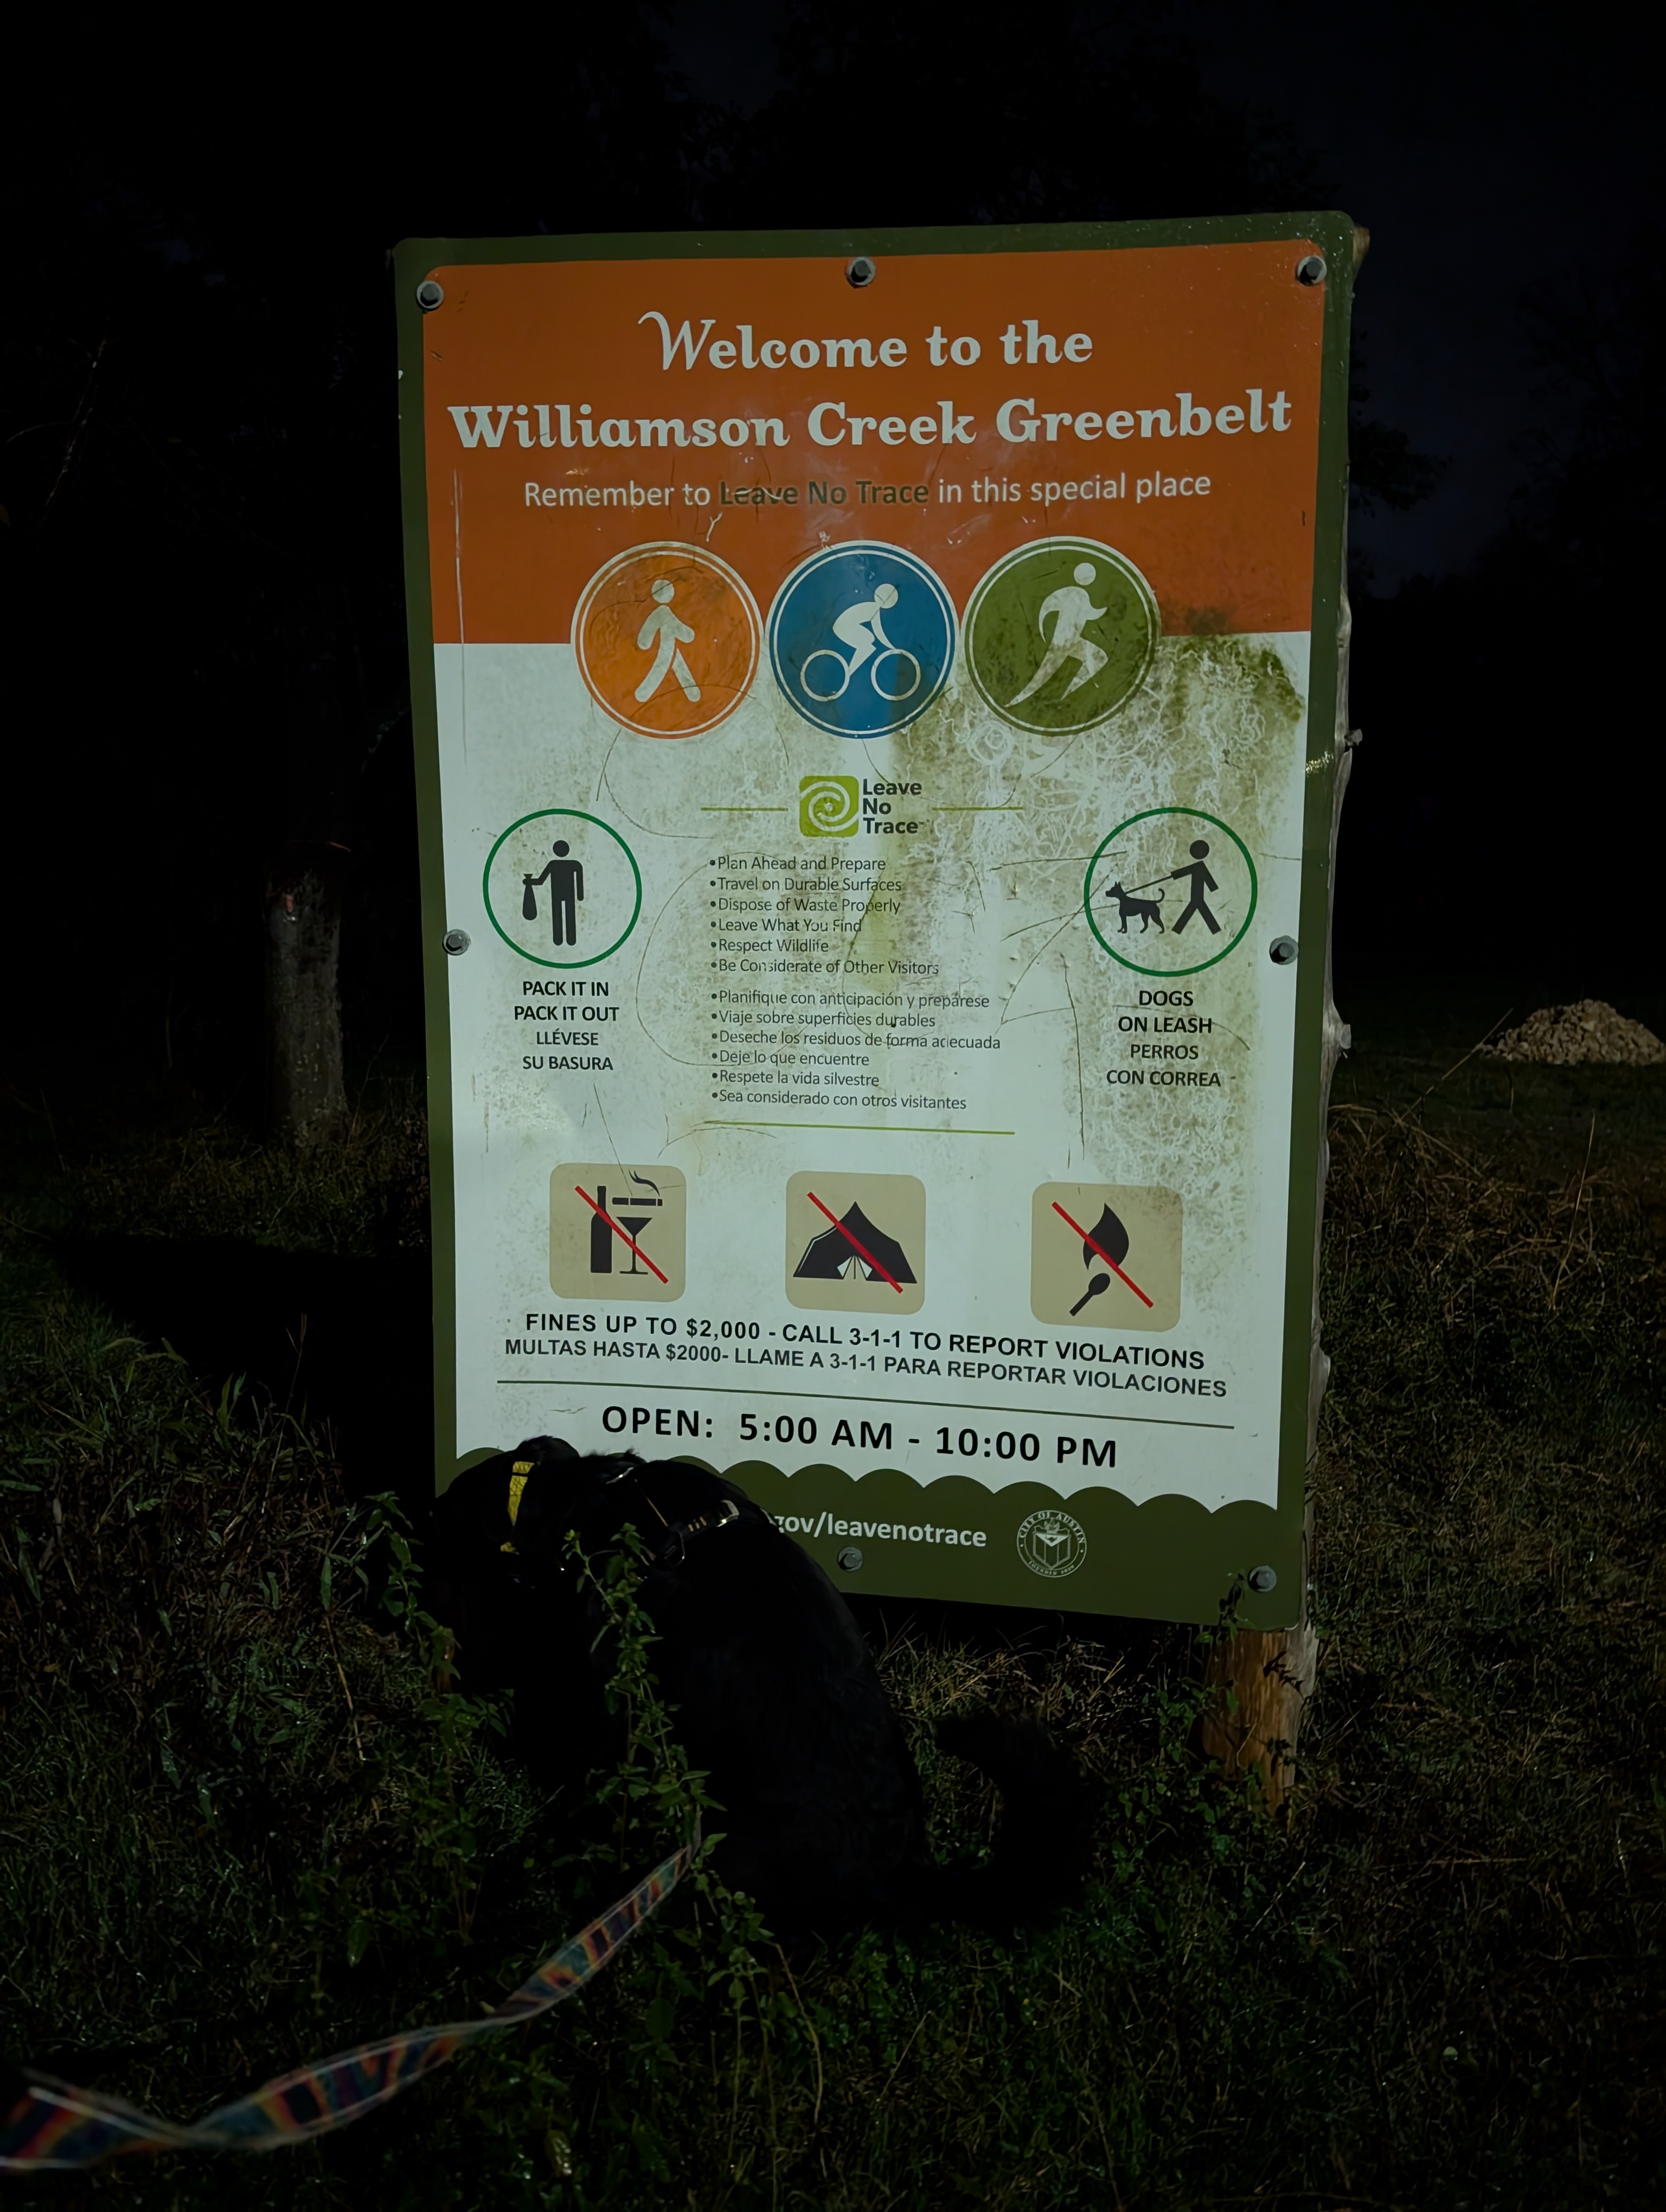 Welcome to the
Williamson Creek Greenbelt
Remember to Leave No Trace in this special place
Leave
No
Trace
PACK IT IN
PACK IT OUT
LLÉVESE
SU BASURA
•Plan Ahead and Prepare
•Travel on Durable Surfaces
•Dispose of Waste Properly
•Leave What You Find
•Respect Wildlife
•Be Considerate of Other Visitors
•Planifique con anticipación y prepárese
•Viaje sobre superficies durables
•Deseche los residuos de forma adecuada
•Deje lo que encuentre
•Respete la vida silvestre
•Sea considerado con otros visitantes
DOGS
ON LEASH
PERROS
CON CORREA
FINES UP TO $2,000 - CALL 3-1-1 TO REPORT VIOLATIONS
MULTAS HASTA $2000- LLAME A 3-1-1 PARA REPORTAR VIOLACIONES
OPEN: 5:00 AM - 10:00 PM
gov/leavenotrace
CITY OF AUSTIN